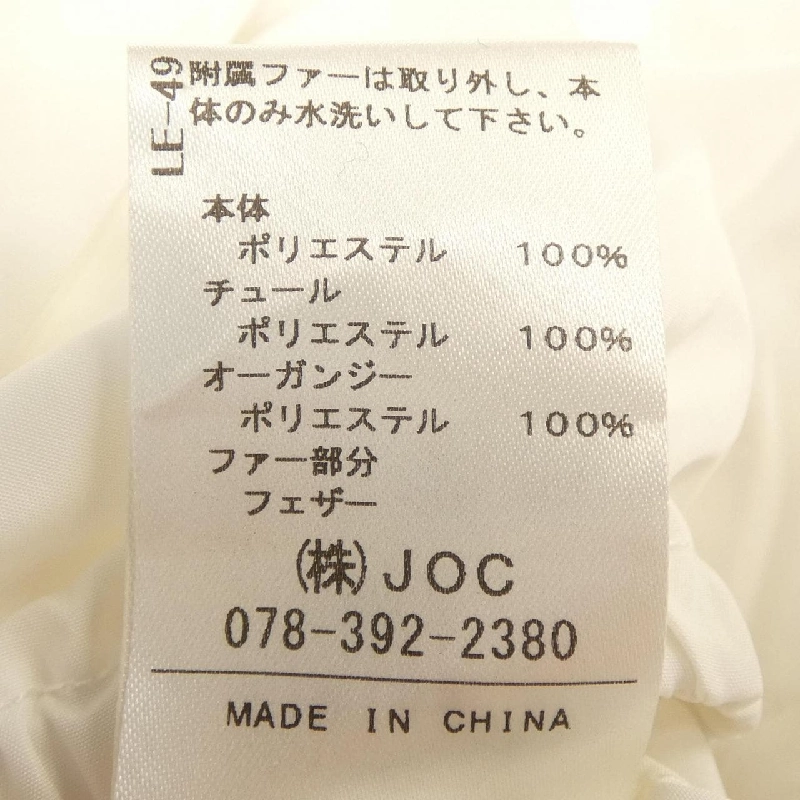 LE-49
附属ファーは取り外し、本
体のみ水洗いして下さい。
本体
ポリエステル 100%
チュール
ポリエステル 100%
オーガンジー
ポリエステル 100%
ファー部分
フェザー
(株)JOC
078-392-2380
MADE IN CHINA